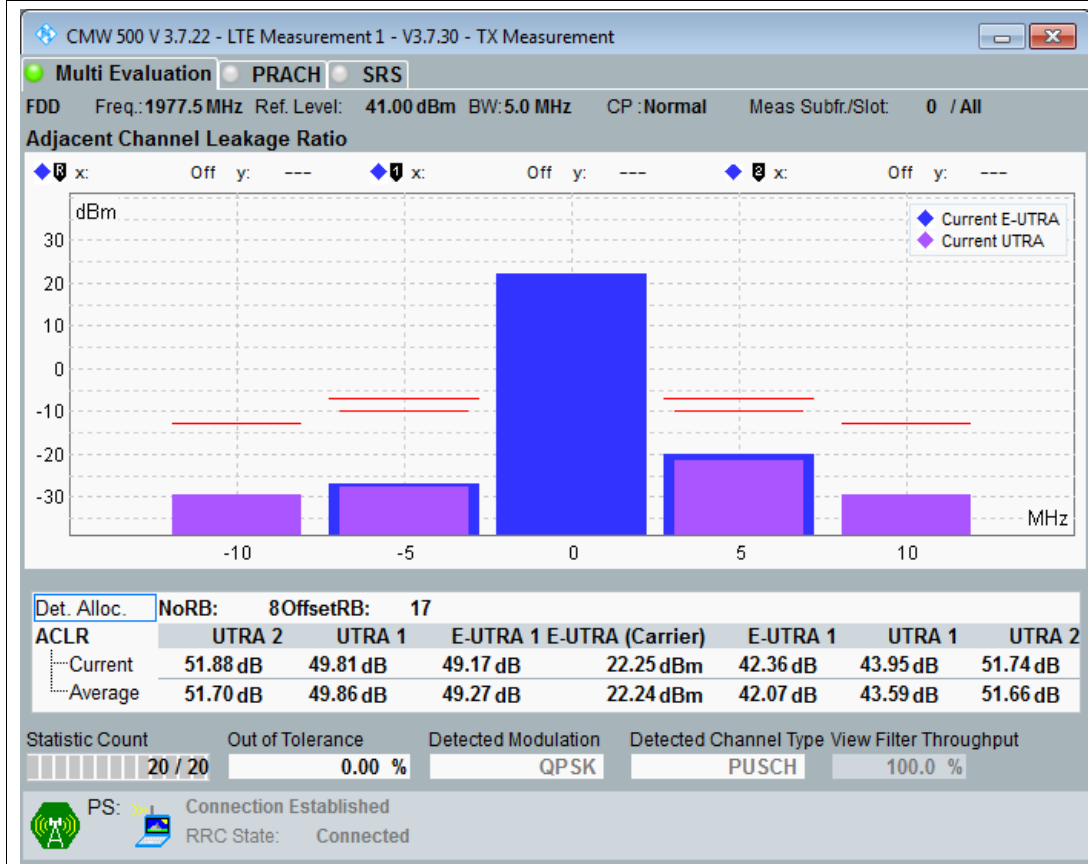 CMW 500 V 3.7.22 - LTE Measurement 1 - V3.7.30 - TX Measurement
Multi Evaluation PRACH SRS
FDD Freq.: 1977.5 MHz Ref. Level: 41.00 dBm BW: 5.0 MHz CP : Normal Meas Subfr./Slot: 0 / All
Adjacent Channel Leakage Ratio
R x: Off y: --- 1 x: Off y: --- 2 x: Off y: ---
dBm
Current E-UTRA
Current UTRA
30
20
10
0
-10
-20
-30
MHz
-10 -5 0 5 10
Det. Alloc. NoRB: 8 OffsetRB: 17
ACLR UTRA 2 UTRA 1 E-UTRA 1 E-UTRA (Carrier) E-UTRA 1 UTRA 1 UTRA 2
Current 51.88 dB 49.81 dB 49.17 dB 22.25 dBm 42.36 dB 43.95 dB 51.74 dB
Average 51.70 dB 49.86 dB 49.27 dB 22.24 dBm 42.07 dB 43.59 dB 51.66 dB
Statistic Count Out of Tolerance Detected Modulation Detected Channel Type View Filter Throughput
20 / 20 0.00 % QPSK PUSCH 100.0 %
PS: Connection Established
RRC State: Connected